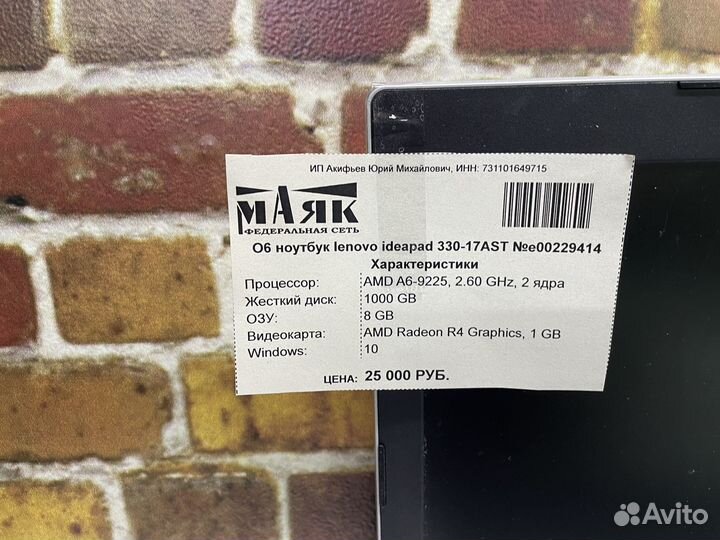 ИП Акифьев Юрий Михайлович, ИНН: 731101649715
МАЯК
ФЕДЕРАЛЬНАЯ СЕТЬ
О6 ноутбук lenovo ideapad 330-17AST №e00229414
Характеристики
Процессор: AMD A6-9225, 2.60 GHz, 2 ядра
Жесткий диск: 1000 GB
ОЗУ: 8 GB
Видеокарта: AMD Radeon R4 Graphics, 1 GB
Windows: 10
ЦЕНА: 25 000 РУБ.
Avito